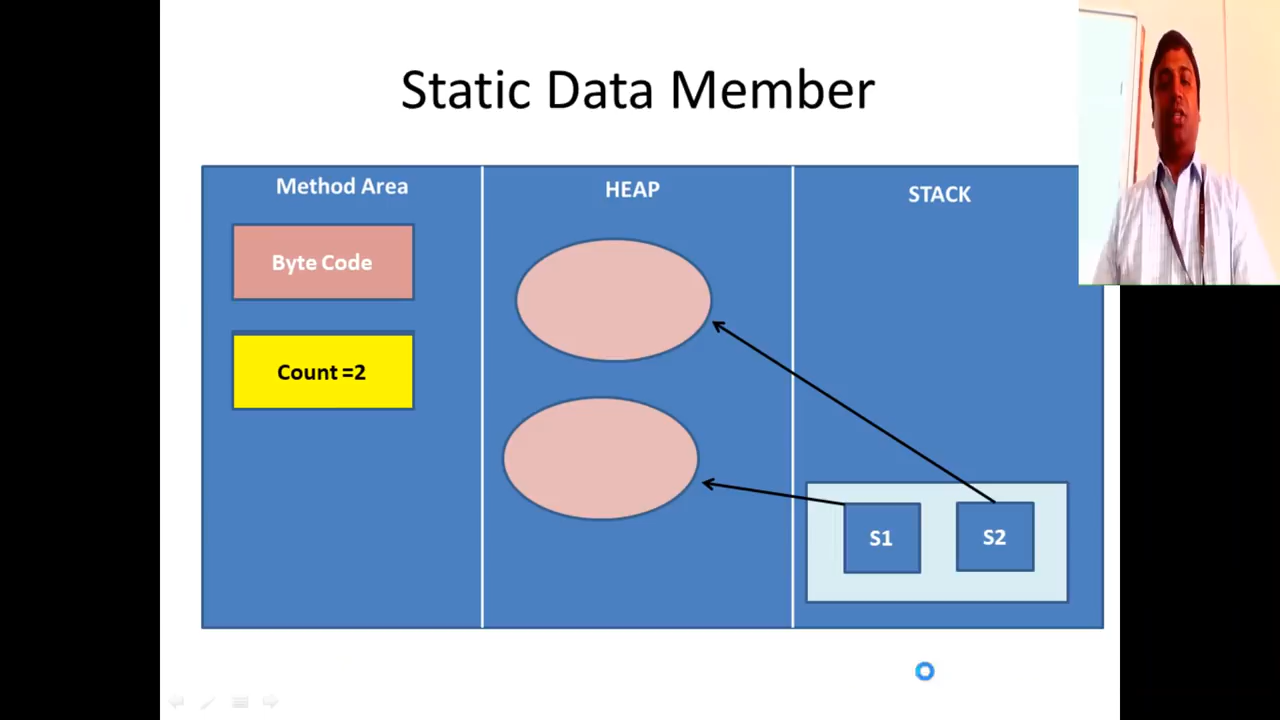 Static Data Member
Method Area
HEAP
STACK
Byte Code
Count =2
S1
S2